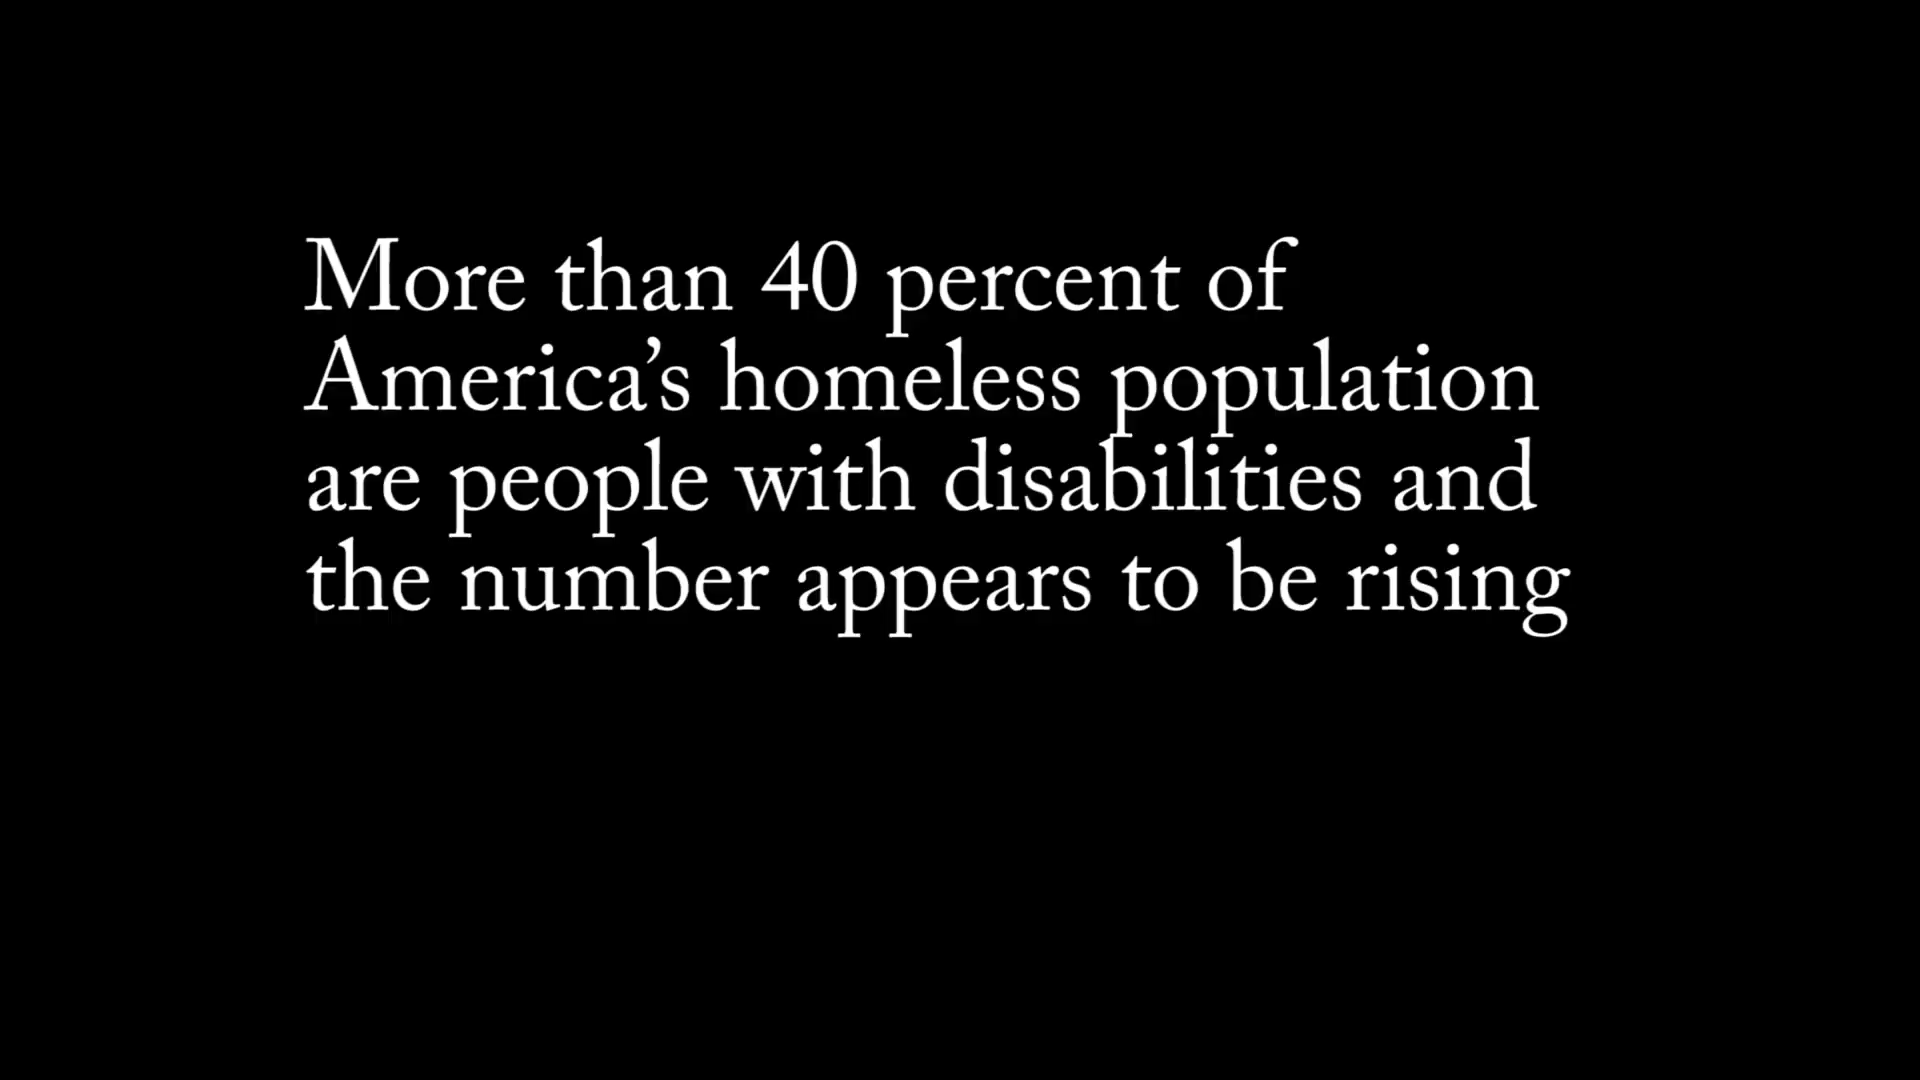 More than 40 percent of
America’s homeless population
are people with disabilities and
the number appears to be rising